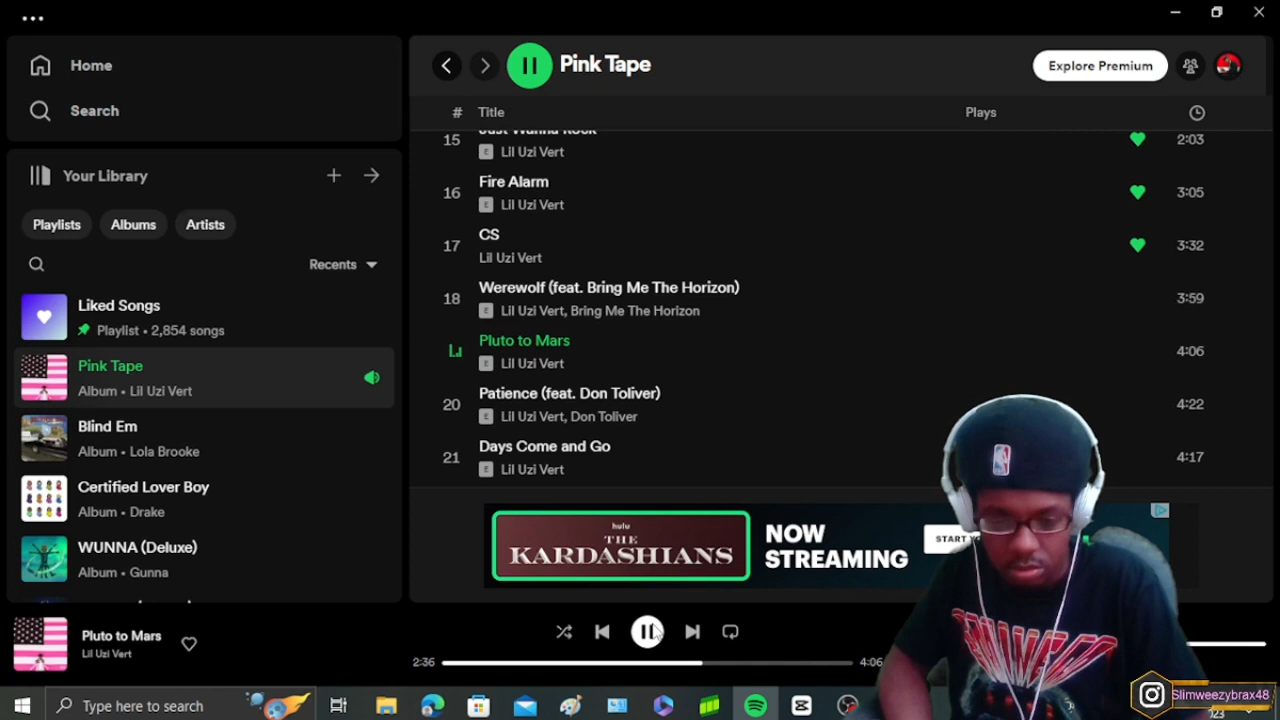 Home
Search
Your Library
Playlists
Albums
Artists
Recents
Liked Songs
Playlist • 2,854 songs
Pink Tape
Album • Lil Uzi Vert
Blind Em
Album • Lola Brooke
Certified Lover Boy
Album • Drake
WUNNA (Deluxe)
Album • Gunna
Pink Tape
Explore Premium
# Title Plays
15 Just Wanna Rock 2:03
E Lil Uzi Vert
16 Fire Alarm 3:05
E Lil Uzi Vert
17 CS 3:32
Lil Uzi Vert
18 Werewolf (feat. Bring Me The Horizon) 3:59
E Lil Uzi Vert, Bring Me The Horizon
Pluto to Mars 4:06
E Lil Uzi Vert
20 Patience (feat. Don Toliver) 4:22
E Lil Uzi Vert, Don Toliver
21 Days Come and Go 4:17
E Lil Uzi Vert
hulu
THE
KARDASHIANS
NOW
STREAMING
START
Pluto to Mars
Lil Uzi Vert
2:36 4:06
Type here to search
NBA
Slimweezybrax48